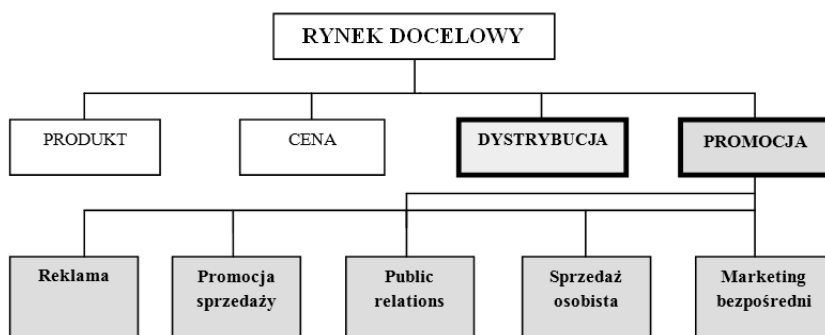 RYNEK DOCELOWY
PRODUKT
CENA
DYSTRYBUCJA
PROMOCJA
Reklama
Promocja
sprzedaży
Public
relations
Sprzedaż
osobista
Marketing
bezpośredni